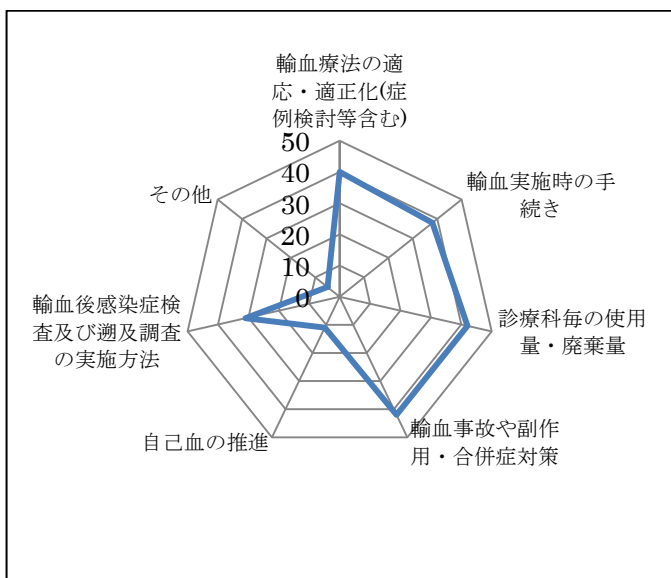 輸血療法の適
応・適正化(症
例検討等含む)
50
40
30
20
10
0
輸血実施時の手
続き
診療科毎の使用
量・廃棄量
輸血事故や副作
用・合併症対策
自己血の推進
輸血後感染症検
査及び遡及調査
の実施方法
その他